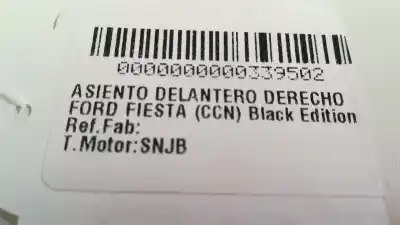 0000000000339502
ASIENTO DELANTERO DERECHO
FORD FIESTA (CCN) Black Edition
Ref.Fab:
T.Motor:SNJB